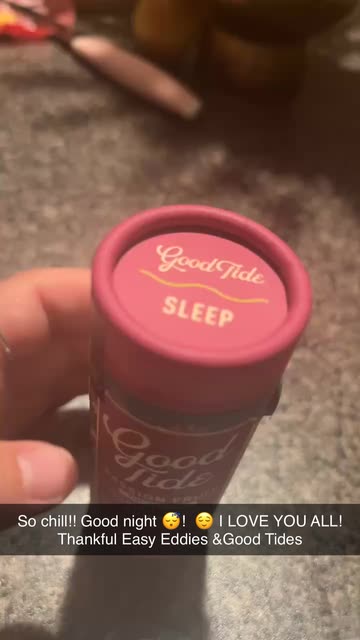 Good Tide
SLEEP
Good
Tide
So chill!! Good night 😴! 😌 I LOVE YOU ALL!
Thankful Easy Eddies &Good Tides